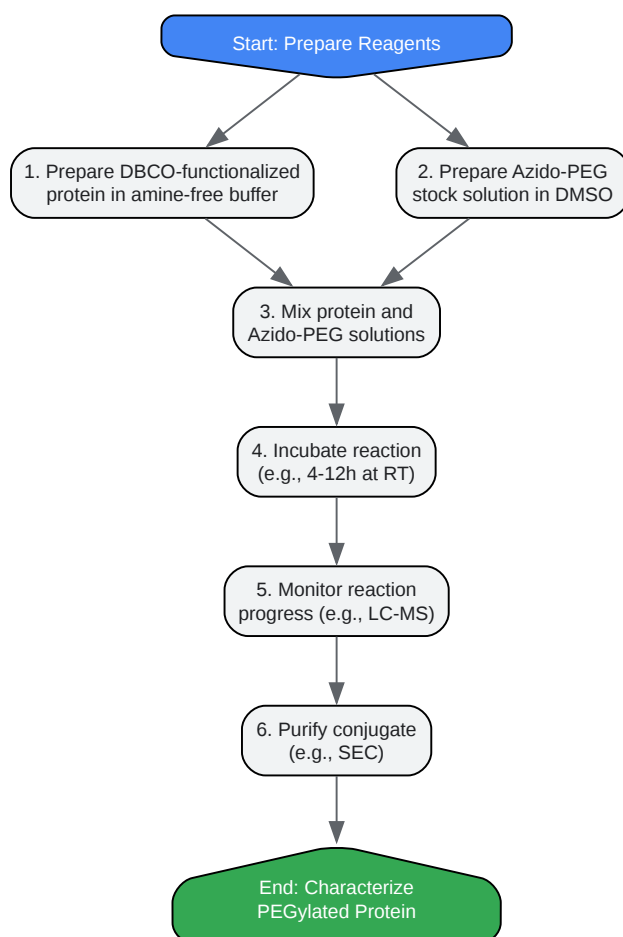 Start: Prepare Reagents
1. Prepare DBCO-functionalized
protein in amine-free buffer
2. Prepare Azido-PEG
stock solution in DMSO
3. Mix protein and
Azido-PEG solutions
4. Incubate reaction
(e.g., 4-12h at RT)
5. Monitor reaction
progress (e.g., LC-MS)
6. Purify conjugate
(e.g., SEC)
End: Characterize
PEGylated Protein